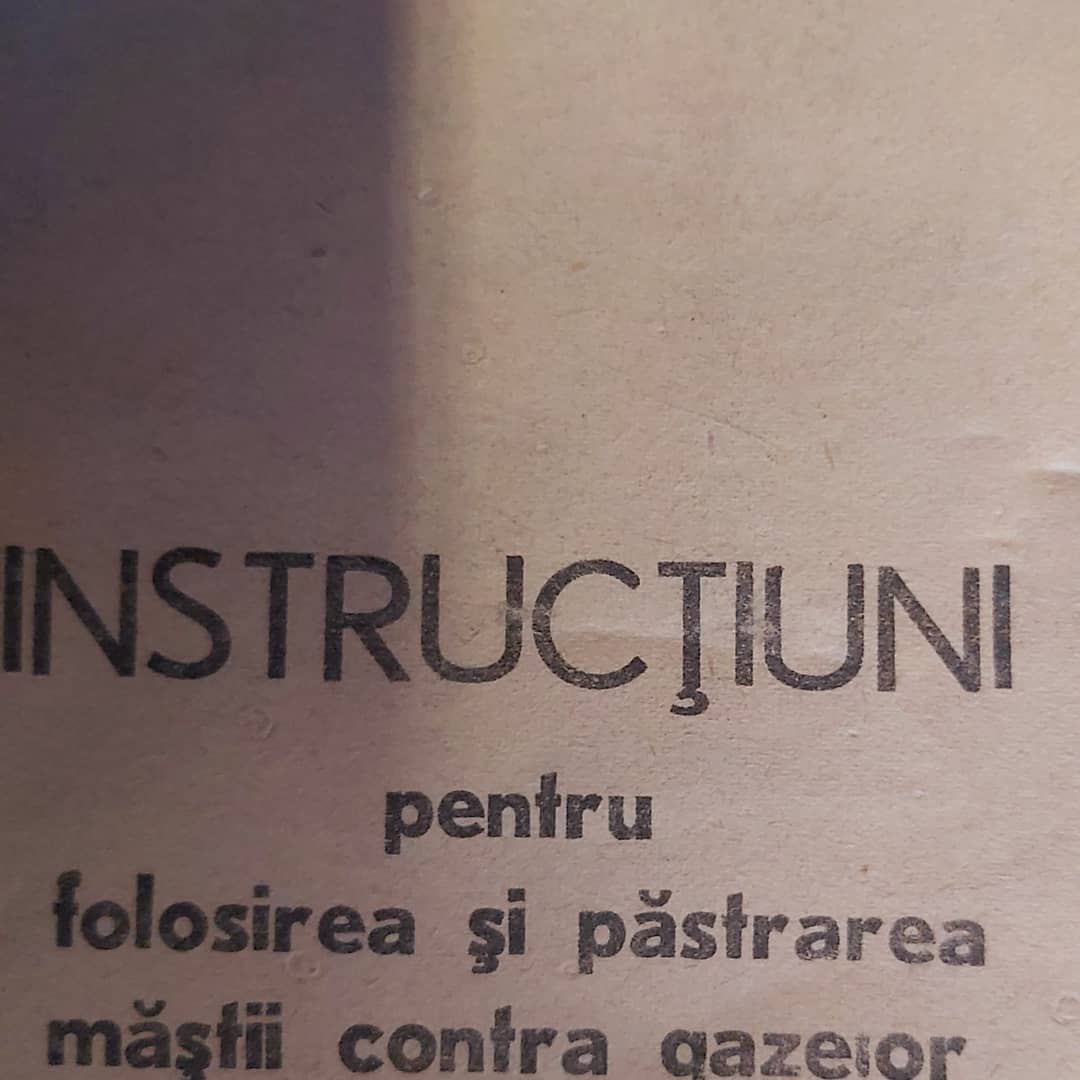 INSTRUCŢIUNI
pentru
folosirea şi păstrarea
măştii contra gazelor